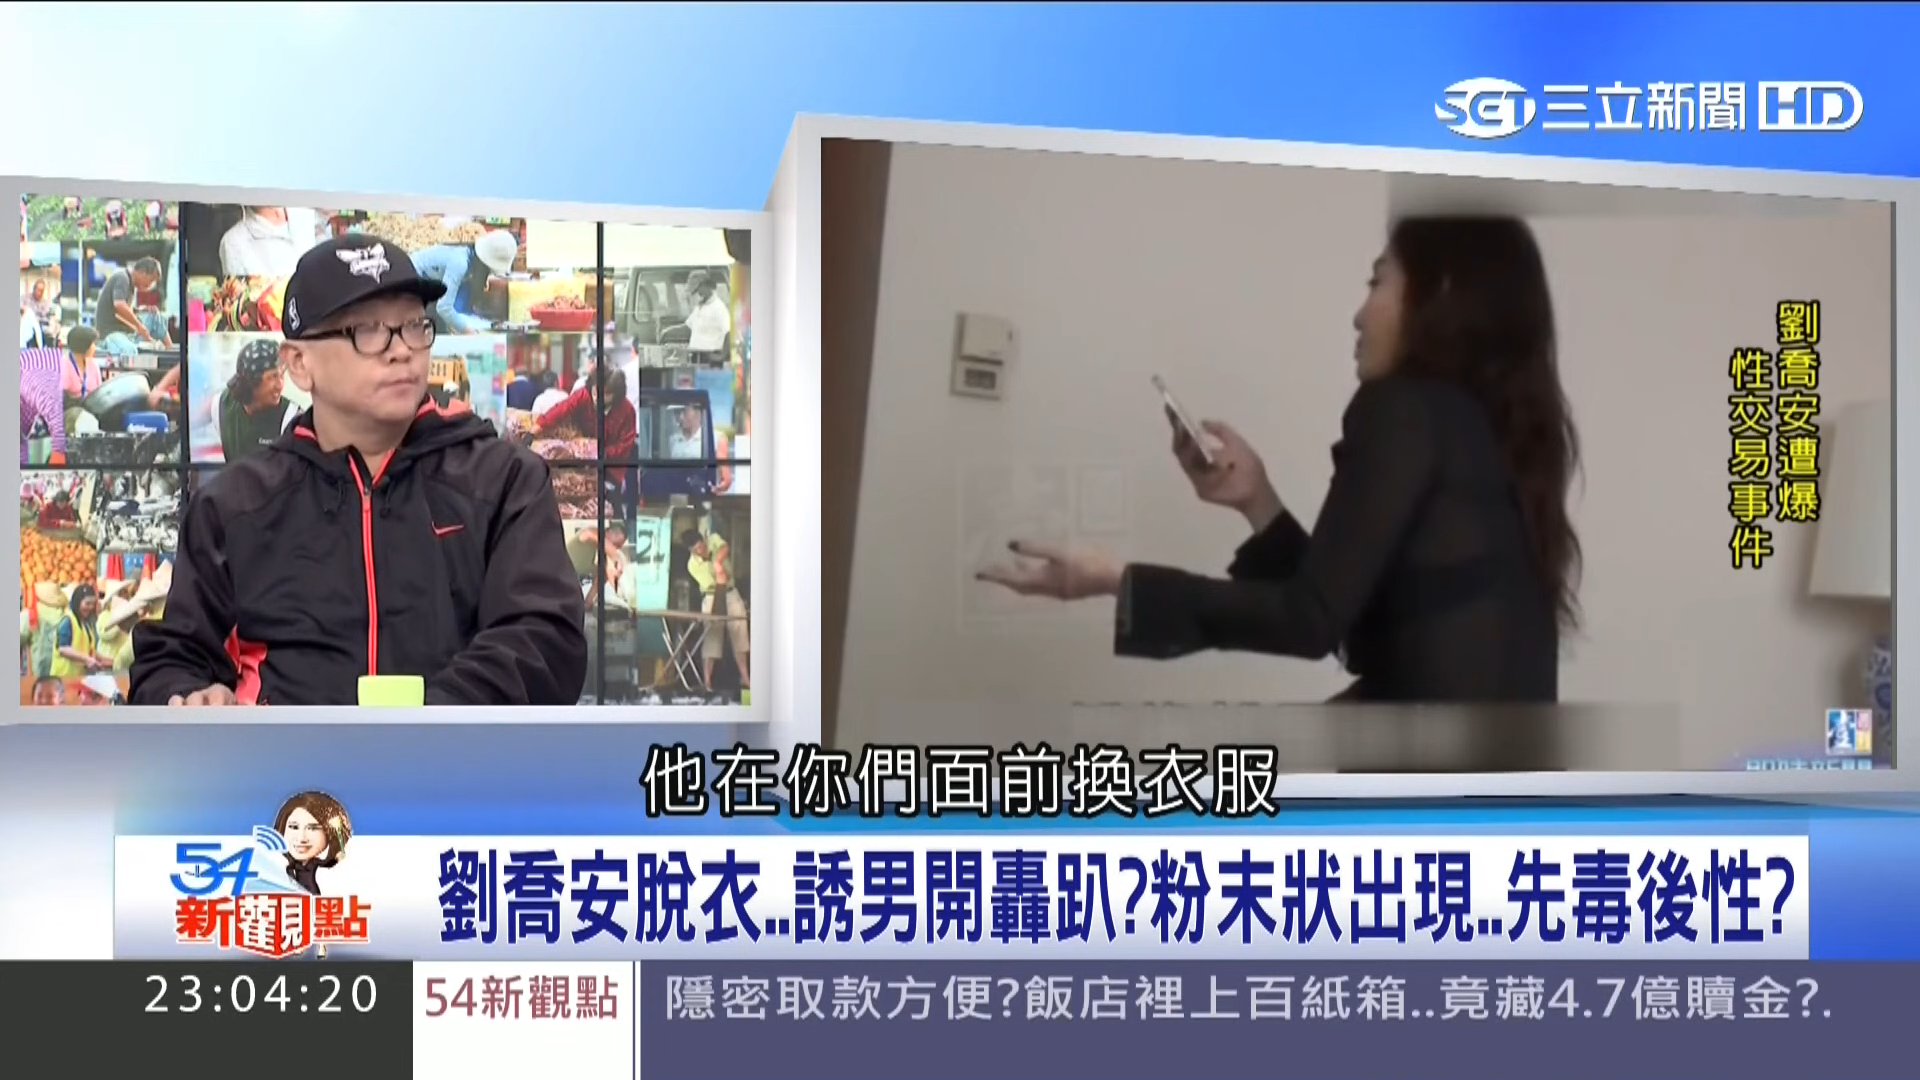 SET三立新聞HD
劉喬安遭爆
性交易事件
他在你們面前換衣服
54新觀點
劉喬安脫衣..誘男開轟趴?粉末狀出現..先毒後性?
23:04:20
54新觀點
隱密取款方便?飯店裡上百紙箱..竟藏4.7億贖金?.